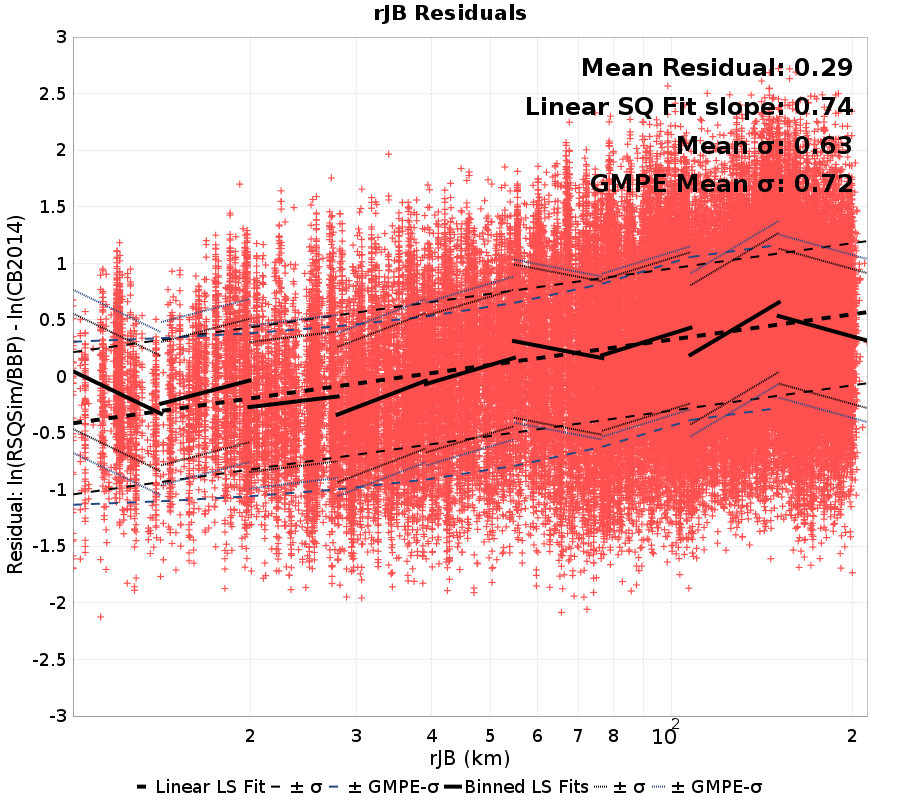 rJB Residuals
Mean Residual: 0.29
Linear SQ Fit slope: 0.74
Mean σ: 0.63
GMPE Mean σ: 0.72
Residual: ln(RSQSim/BBP) - ln(CB2014)
3
2.5
2
1.5
1
0.5
0
-0.5
-1
-1.5
-2
-2.5
-3
2 3 4 5 6 7 8 10² 2
rJB (km)
Linear LS Fit ± σ ± GMPE-σ Binned LS Fits ± σ ± GMPE-σ